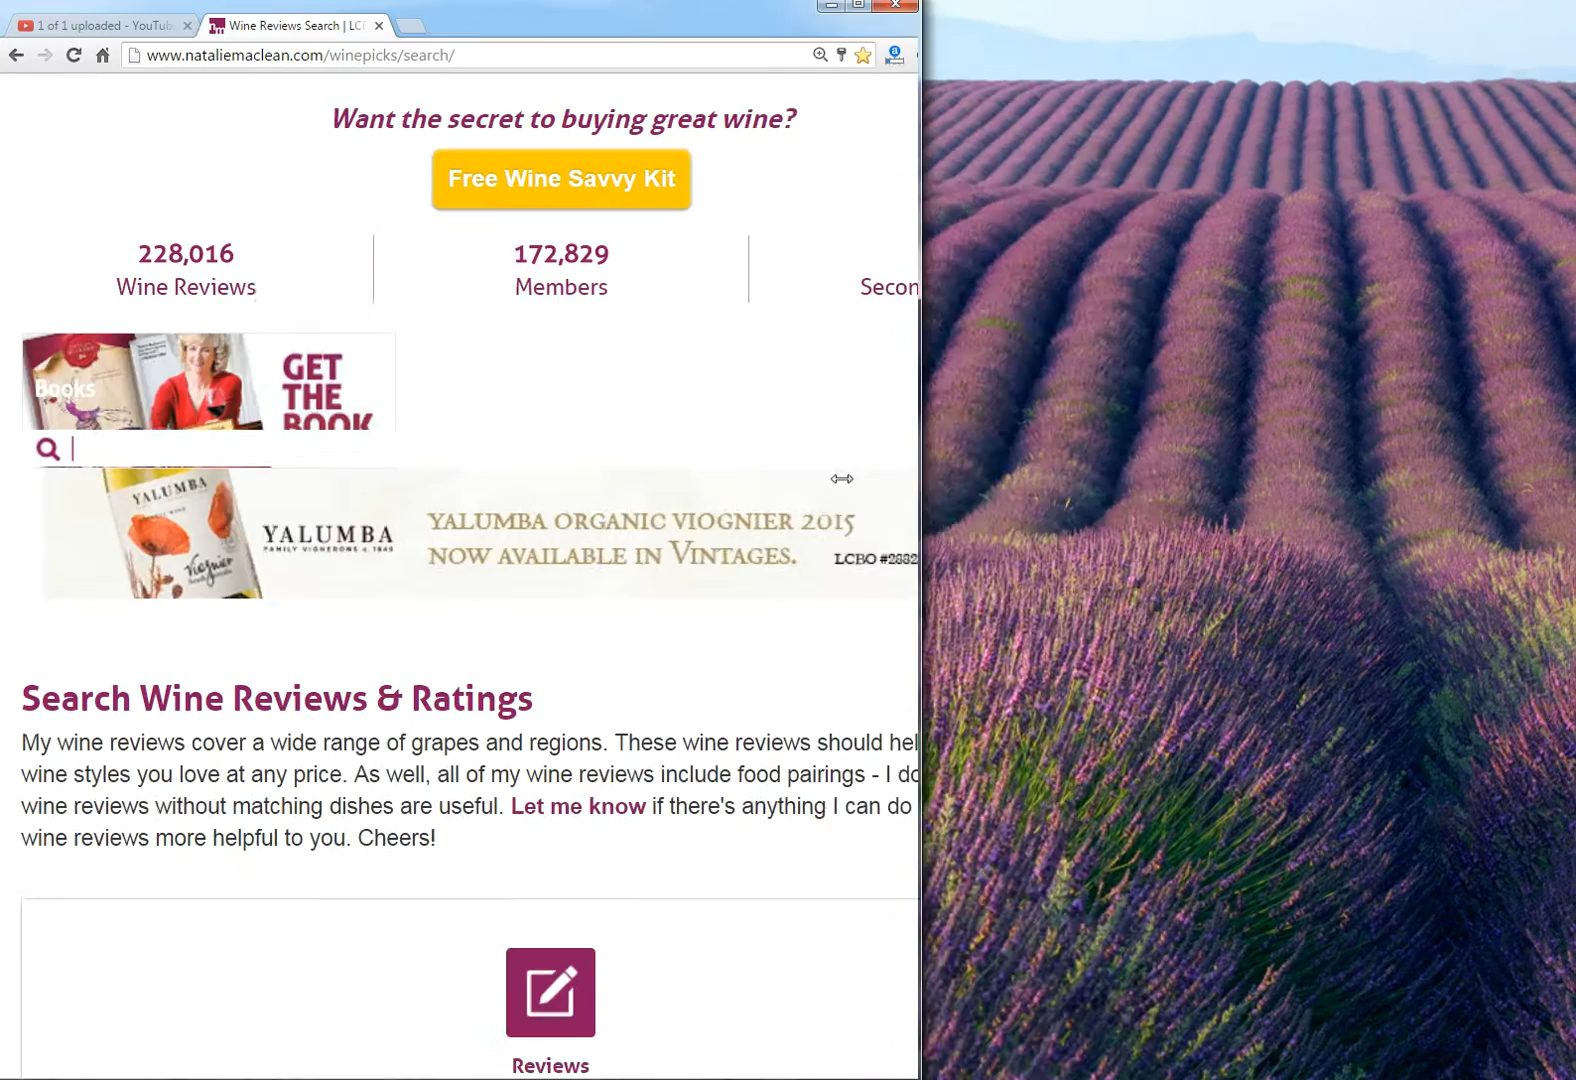 1 of 1 uploaded - YouTub
Wine Reviews Search | LC
www.nataliemaclean.com/winepicks/search/
Want the secret to buying great wine?
Free Wine Savvy Kit
228,016
Wine Reviews
172,829
Members
Secon
Books
GET
THE
BOOK
YALUMBA
Viognier
YALUMBA
FAMILY VIGNERONS
YALUMBA ORGANIC VIOGNIER 2015
NOW AVAILABLE IN VINTAGES.
LCBO #2882
Search Wine Reviews & Ratings
My wine reviews cover a wide range of grapes and regions. These wine reviews should hel
wine styles you love at any price. As well, all of my wine reviews include food pairings - I do
wine reviews without matching dishes are useful. Let me know if there's anything I can do
wine reviews more helpful to you. Cheers!
Reviews